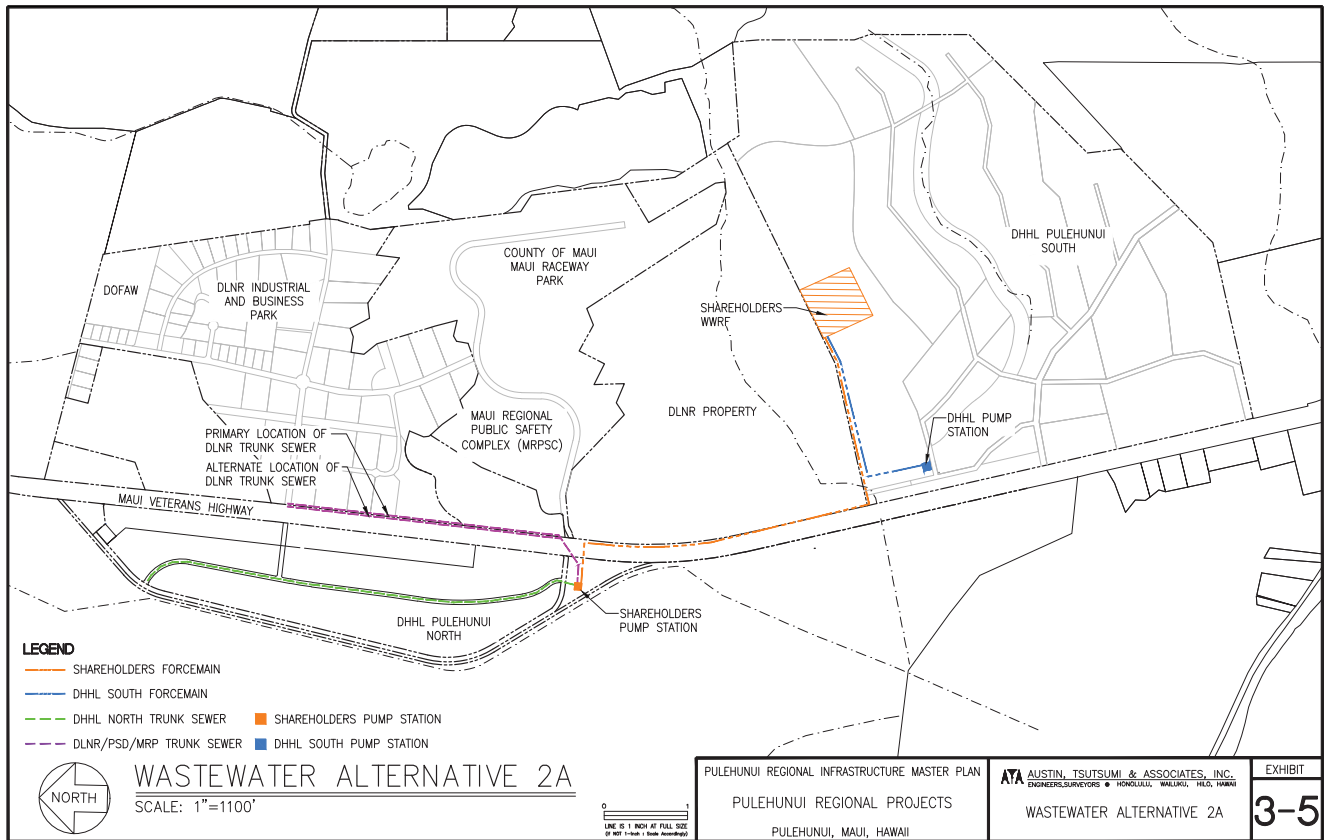 COUNTY OF MAUI
MAUI RACEWAY
PARK
DHHL PULEHUNUI
SOUTH
DOFAW
DLNR INDUSTRIAL
AND BUSINESS
PARK
SHAREHOLDERS
WWRF
DLNR PROPERTY
MAUI REGIONAL
PUBLIC SAFETY
COMPLEX (MRPSC)
DHHL PUMP
STATION
PRIMARY LOCATION OF
DLNR TRUNK SEWER
ALTERNATE LOCATION OF
DLNR TRUNK SEWER
MAUI VETERANS HIGHWAY
SHAREHOLDERS
PUMP STATION
DHHL PULEHUNUI
NORTH
LEGEND
SHAREHOLDERS FORCEMAIN
DHHL SOUTH FORCEMAIN
DHHL NORTH TRUNK SEWER
SHAREHOLDERS PUMP STATION
DLNR/PSD/MRP TRUNK SEWER
DHHL SOUTH PUMP STATION
NORTH
WASTEWATER ALTERNATIVE 2A
SCALE: 1"=1100'
0 1
LINE IS 1 INCH AT FULL SIZE
(IF NOT 1-inch : Scale Accordingly)
PULEHUNUI REGIONAL INFRASTRUCTURE MASTER PLAN
PULEHUNUI REGIONAL PROJECTS
PULEHUNUI, MAUI, HAWAII
ATA AUSTIN, TSUTSUMI & ASSOCIATES, INC.
ENGINEERS,SURVEYORS HONOLULU, WAILUKU, HILO, HAWAII
WASTEWATER ALTERNATIVE 2A
EXHIBIT
3-5